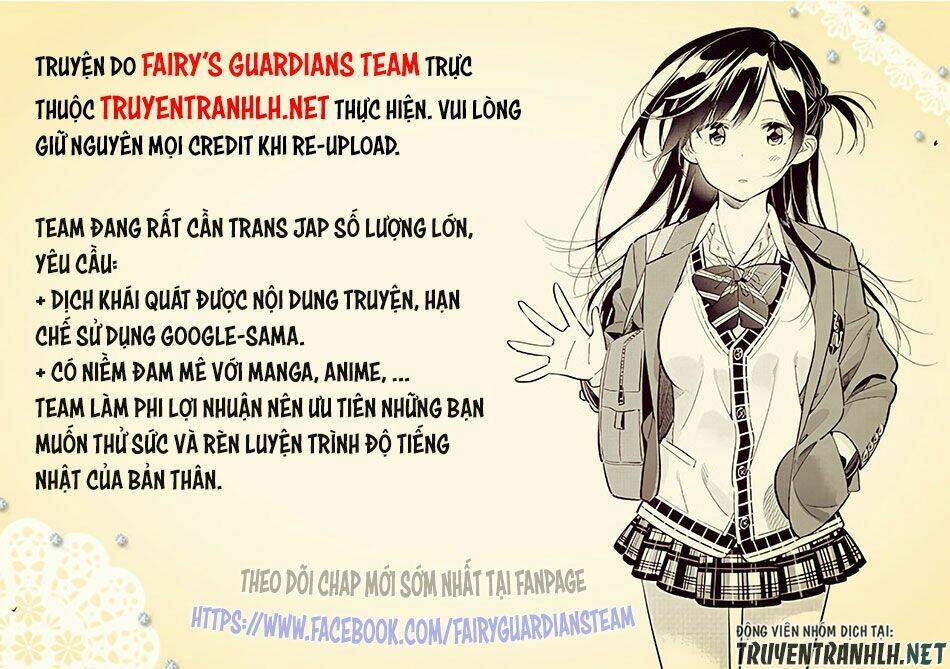 TRUYỆN DO FAIRY'S GUARDIANS TEAM TRỰC
THUỘC TRUYENTRANHLH.NET THỰC HIỆN. VUI LÒNG
GIỮ NGUYÊN MỌI CREDIT KHI RE-UPLOAD.
TEAM ĐANG RẤT CẦN TRANS JAP SỐ LƯỢNG LỚN,
YÊU CẦU:
+ DỊCH KHÁI QUÁT ĐƯỢC NỘI DUNG TRUYỆN, HẠN
CHẾ SỬ DỤNG GOOGLE-SAMA.
+ CÓ NIỀM ĐAM MÊ VỚI MANGA, ANIME, ...
TEAM LÀM PHI LỢI NHUẬN NÊN ƯU TIÊN NHỮNG BẠN
MUỐN THỬ SỨC VÀ RÈN LUYỆN TRÌNH ĐỘ TIẾNG
NHẬT CỦA BẢN THÂN.
THEO DÕI CHAP MỚI SỚM NHẤT TẠI FANPAGE
HTTPS://WWW.FACEBOOK.COM/FAIRYGUARDIANSTEAM
ĐỘNG VIÊN NHÓM DỊCH TẠI:
TRUYENTRANHLH.NET